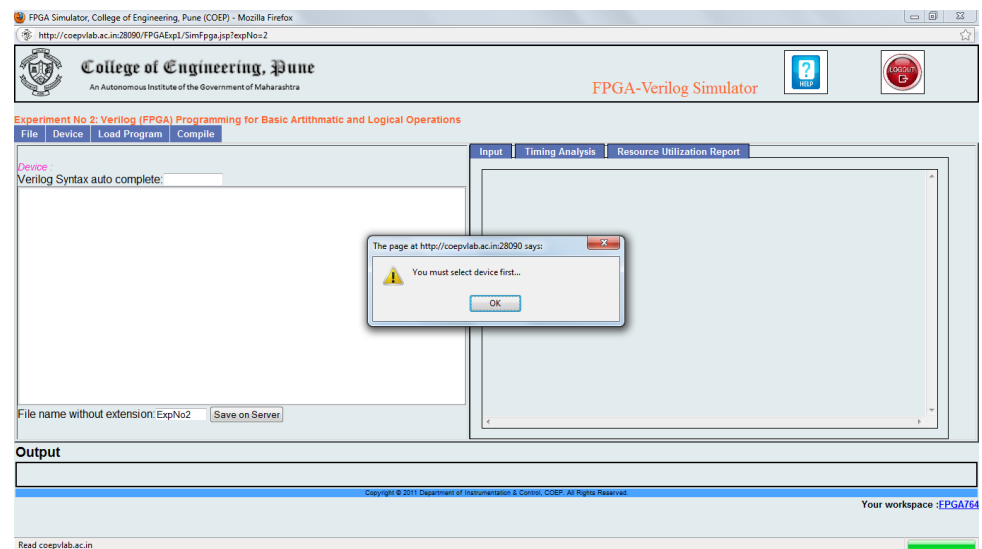 FPGA Simulator, College of Engineering, Pune (COEP) - Mozilla Firefox
http://coepvlab.ac.in:28090/FPGAExp1/SimFpga.jsp?expNo=2
College of Engineering, Pune
An Autonomous Institute of the Government of Maharashtra
FPGA-Verilog Simulator
?
HELP
LOGOUT
Experiment No 2: Verilog (FPGA) Programming for Basic Artithmatic and Logical Operations
File Device Load Program Compile
Input Timing Analysis Resource Utilization Report
Device :
Verilog Syntax auto complete:
The page at http://coepvlab.ac.in:28090 says:
You must select device first...
OK
File name without extension: ExpNo2 Save on Server
Output
Copyright © 2011 Department of Instrumentation & Control, COEP. All Rights Reserved.
Your workspace :FPGA764
Read coepvlab.ac.in